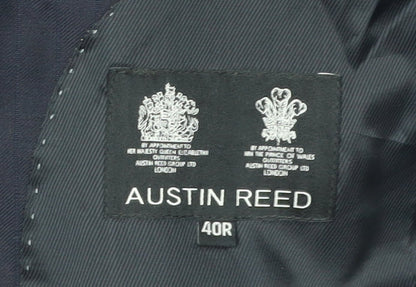 BY APPOINTMENT TO
HER MAJESTY QUEEN ELIZABETH II
OUTFITTERS
AUSTIN REED GROUP LTD
LONDON
BY APPOINTMENT TO
HRH THE PRINCE OF WALES
OUTFITTERS
AUSTIN REED GROUP LTD
LONDON
AUSTIN REED
40R